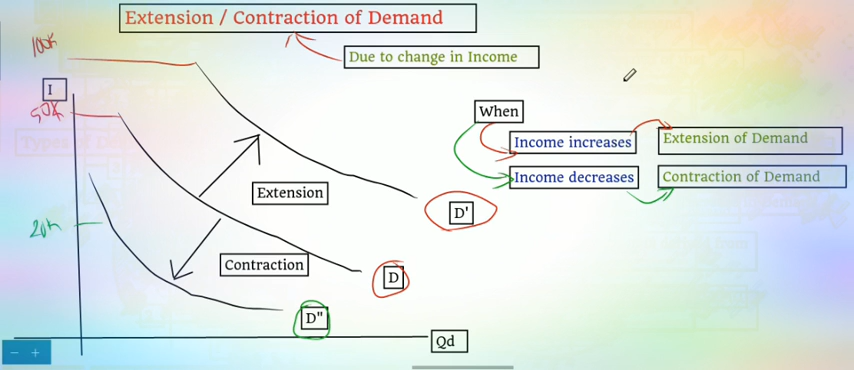 Extension / Contraction of Demand
Due to change in Income
100k
I
50k
When
Income increases
Extension of Demand
Income decreases
Contraction of Demand
Extension
D'
20k
Contraction
D
D"
Qd
- +